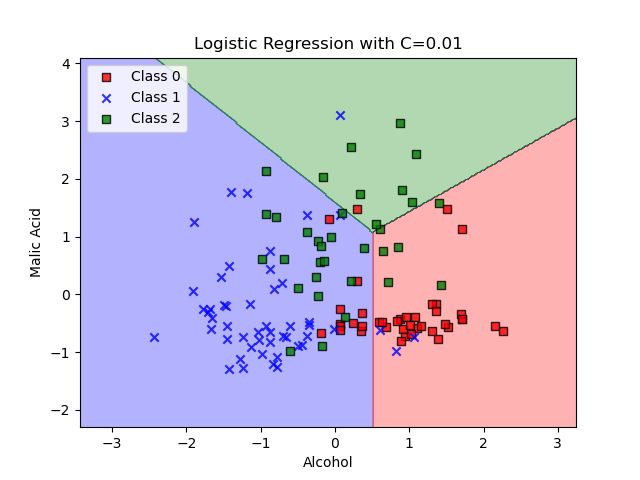 Logistic Regression with C=0.01
Class 0
Class 1
Class 2
4
3
2
1
0
−1
−2
Malic Acid
−3
−2
−1
0
1
2
3
Alcohol